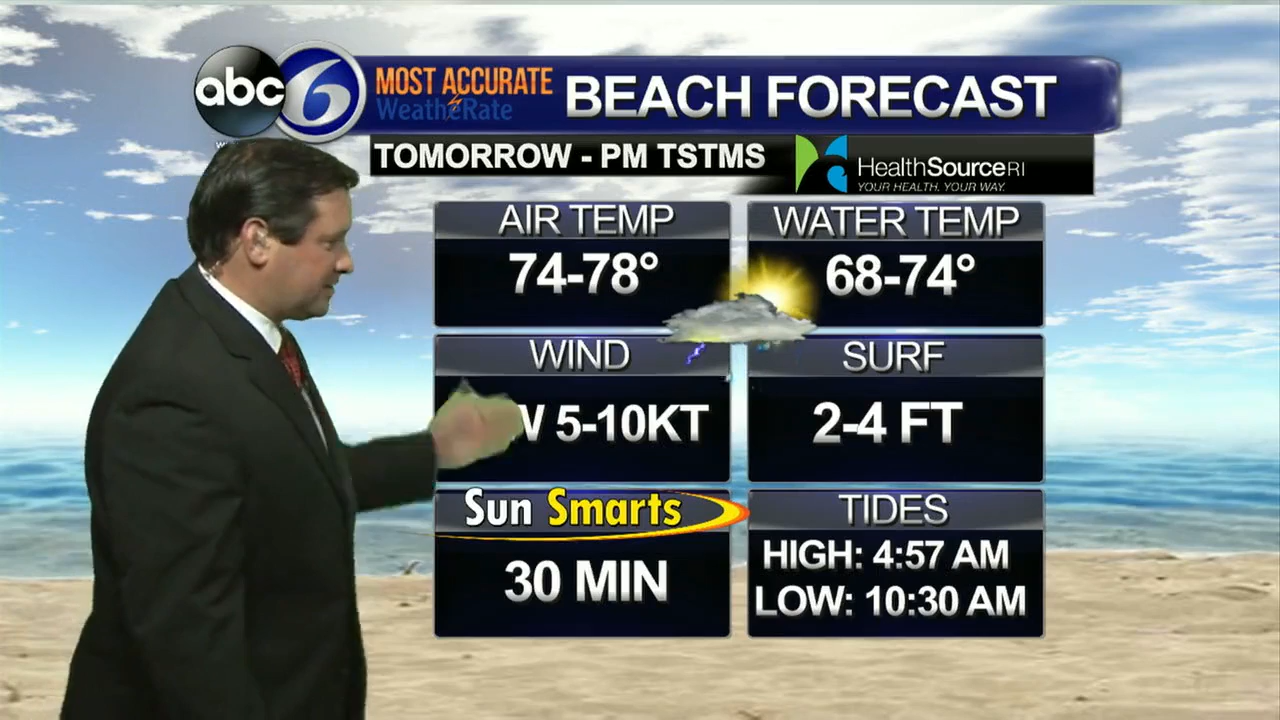 abc 6
MOST ACCURATE
WeatheRate
BEACH FORECAST
TOMORROW - PM TSTMS
HealthSourceRI
YOUR HEALTH. YOUR WAY.
AIR TEMP
74-78°
WATER TEMP
68-74°
WIND
5-10KT
SURF
2-4 FT
Sun Smarts
30 MIN
TIDES
HIGH: 4:57 AM
LOW: 10:30 AM